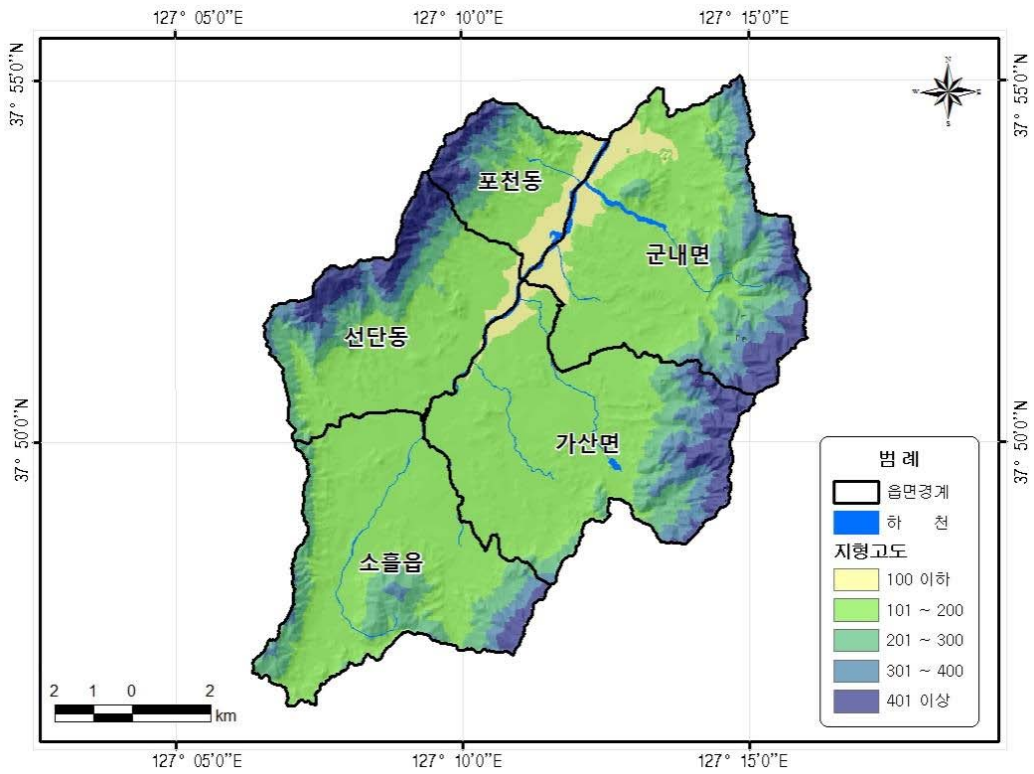 127° 05'0"E 127° 10'0"E 127° 15'0"E
37° 55'0"N 37° 55'0"N
N
W E
S
포천동
군내면
선단동
37° 50'0"N 37° 50'0"N
가산면
소흘읍
범 례
읍면경계
하 천
지형고도
100 이하
101 ~ 200
201 ~ 300
301 ~ 400
401 이상
2 1 0 2
km
127° 05'0"E 127° 10'0"E 127° 15'0"E